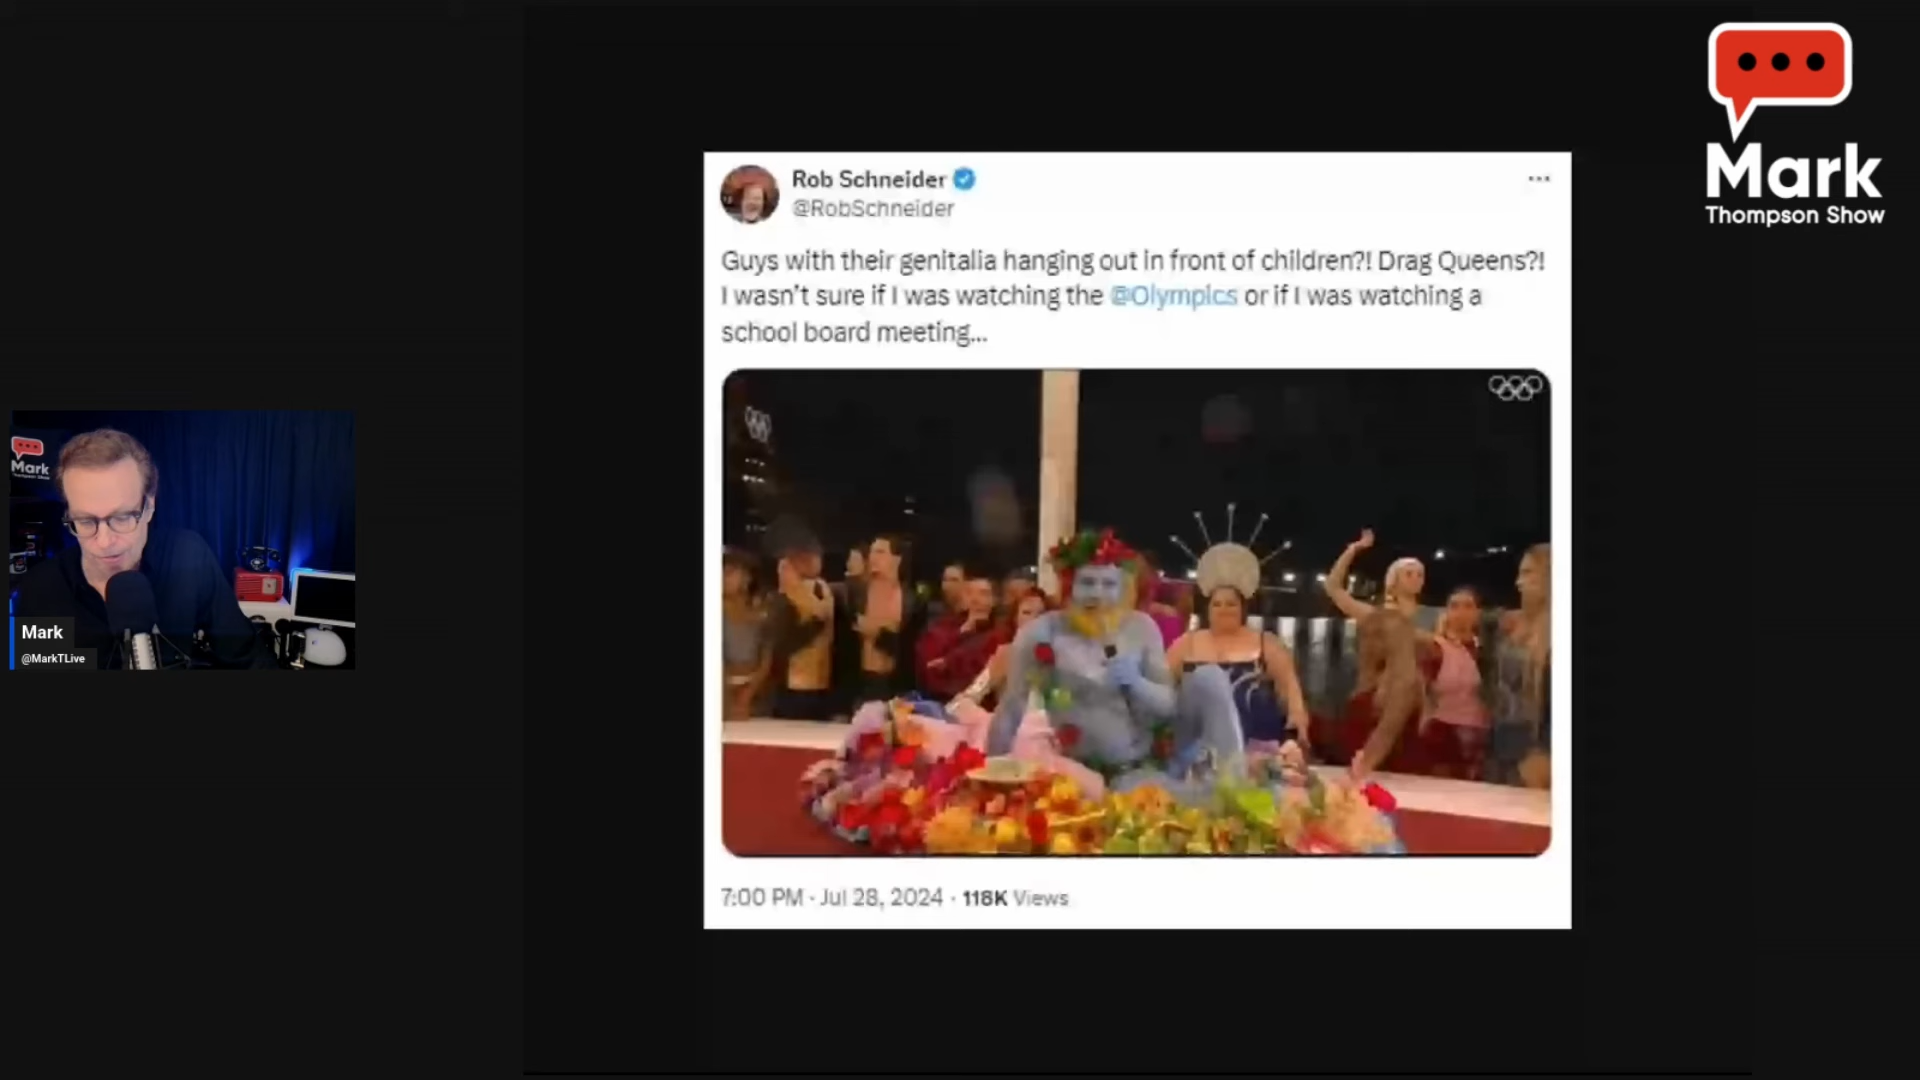 Mark
Thompson Show
Rob Schneider
@RobSchneider
Guys with their genitalia hanging out in front of children?! Drag Queens?!
I wasn't sure if I was watching the @Olympics or if I was watching a
school board meeting...
7:00 PM · Jul 28, 2024 · 118K Views
Mark
Mark
@MarkTLive